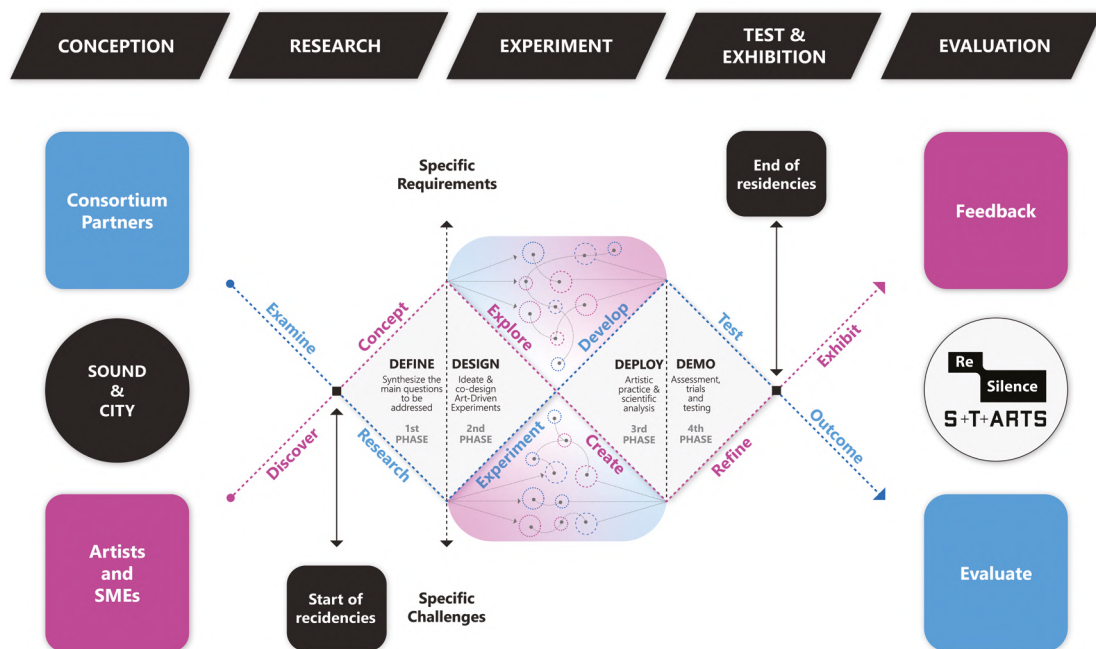 CONCEPTION
RESEARCH
EXPERIMENT
TEST &
EXHIBITION
EVALUATION
Consortium
Partners
SOUND
&
CITY
Artists
and
SMEs
Examine
Discover
Start of
recidencies
Concept
Research
Specific
Requirements
Specific
Challenges
DEFINE
Synthesize the
main questions
to be
addressed
1st
PHASE
DESIGN
Ideate &
co-design
Art-Driven
Experiments
2nd
PHASE
Explore
Experiment
Develop
Create
DEPLOY
Artistic
practice &
scientific
analysis
3rd
PHASE
DEMO
Assessment,
trials
and
testing
4th
PHASE
Test
Refine
End of
residencies
Exhibit
Outcome
Feedback
Re
Silence
S+T+ARTS
Evaluate